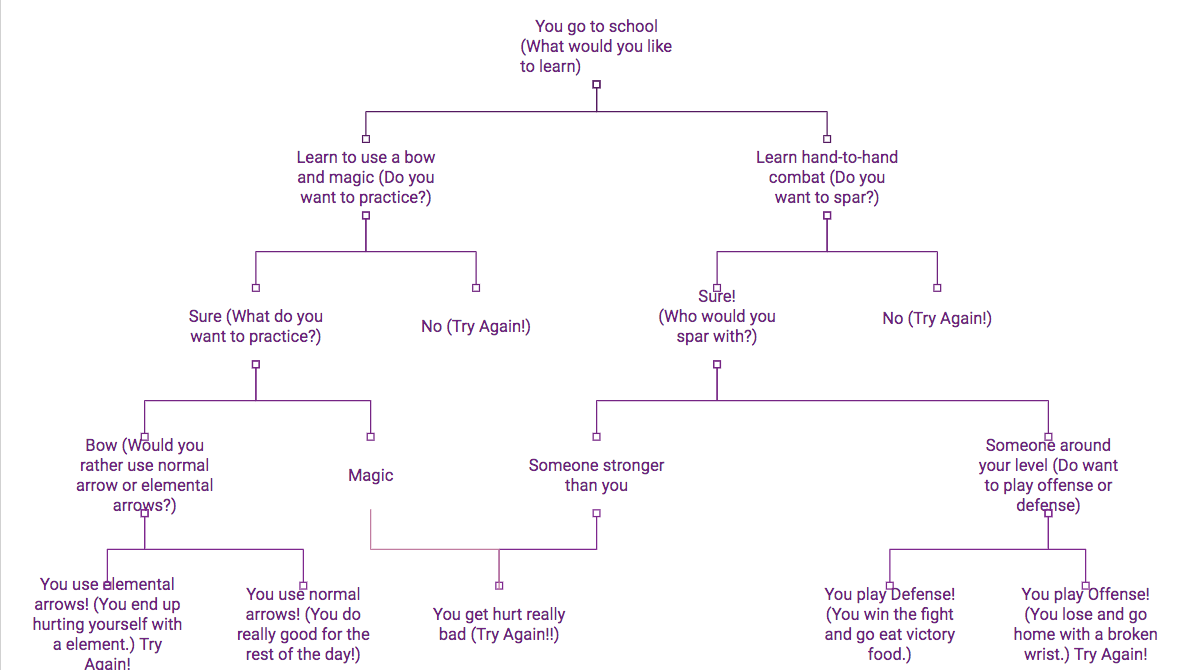 You go to school
(What would you like
to learn)
Learn to use a bow
and magic (Do you
want to practice?)
Learn hand-to-hand
combat (Do you
want to spar?)
Sure (What do you
want to practice?)
No (Try Again!)
Sure!
(Who would you
spar with?)
No (Try Again!)
Bow (Would you
rather use normal
arrow or elemental
arrows?)
Magic
Someone stronger
than you
Someone around
your level (Do want
to play offense or
defense)
You use elemental
arrows! (You end up
hurting yourself with
a element.) Try
Again!
You use normal
arrows! (You do
really good for the
rest of the day!)
You get hurt really
bad (Try Again!!)
You play Defense!
(You win the fight
and go eat victory
food.)
You play Offense!
(You lose and go
home with a broken
wrist.) Try Again!